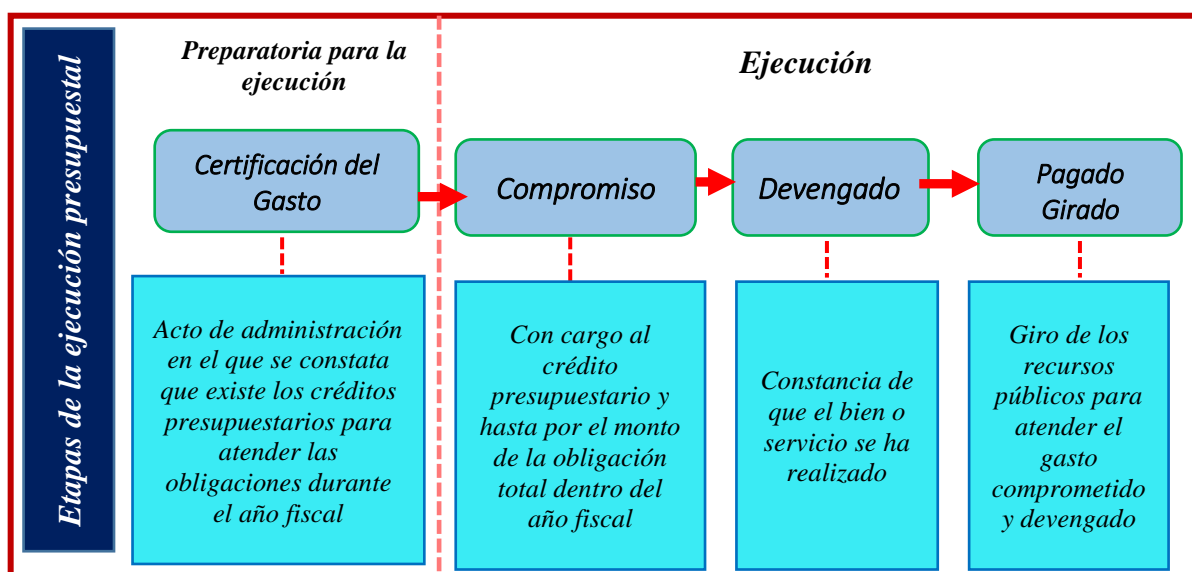 Etapas de la ejecución presupuestal
Preparatoria para la
ejecución
Ejecución
Certificación del
Gasto
Compromiso
Devengado
Pagado
Girado
Acto de administración
en el que se constata
que existe los créditos
presupuestarios para
atender las
obligaciones durante
el año fiscal
Con cargo al
crédito
presupuestario y
hasta por el monto
de la obligación
total dentro del
año fiscal
Constancia de
que el bien o
servicio se ha
realizado
Giro de los
recursos
públicos para
atender el
gasto
comprometido
y devengado